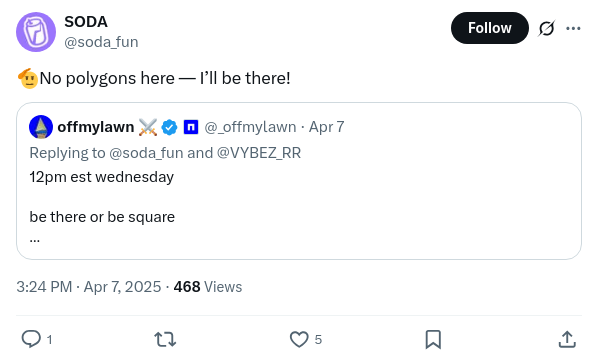 SODA
@soda_fun
Follow
🫡No polygons here — I’ll be there!
offmylawn ⚔️ @_offmylawn · Apr 7
Replying to @soda_fun and @VYBEZ_RR
12pm est wednesday
be there or be square
...
3:24 PM · Apr 7, 2025 · 468 Views
1
5